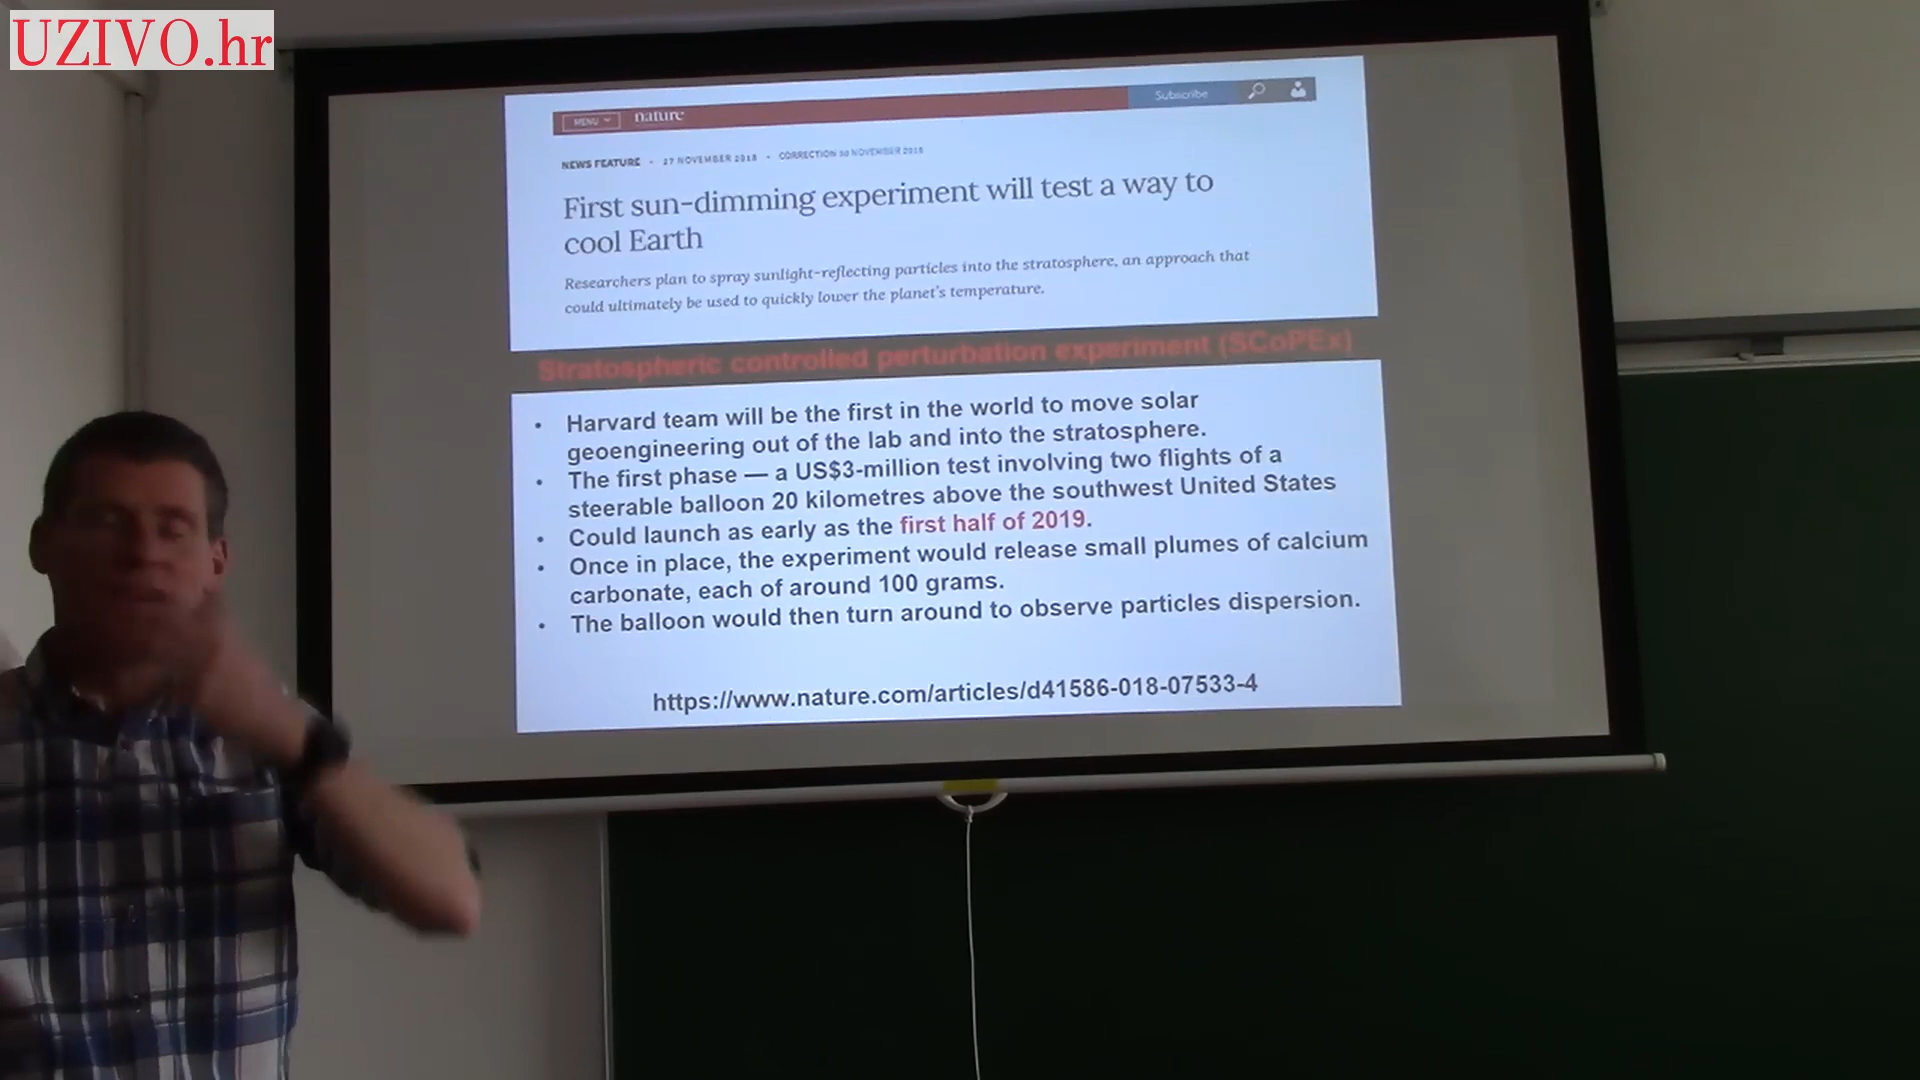 UZIVO.hr
MENU
nature
Subscribe
NEWS FEATURE · 27 NOVEMBER 2018 · CORRECTION 30 NOVEMBER 2018
First sun-dimming experiment will test a way to
cool Earth
Researchers plan to spray sunlight-reflecting particles into the stratosphere, an approach that
could ultimately be used to quickly lower the planet's temperature.
Stratospheric controlled perturbation experiment (SCoPEx)
• Harvard team will be the first in the world to move solar
geoengineering out of the lab and into the stratosphere.
• The first phase — a US$3-million test involving two flights of a
steerable balloon 20 kilometres above the southwest United States
• Could launch as early as the first half of 2019.
• Once in place, the experiment would release small plumes of calcium
carbonate, each of around 100 grams.
• The balloon would then turn around to observe particles dispersion.
https://www.nature.com/articles/d41586-018-07533-4